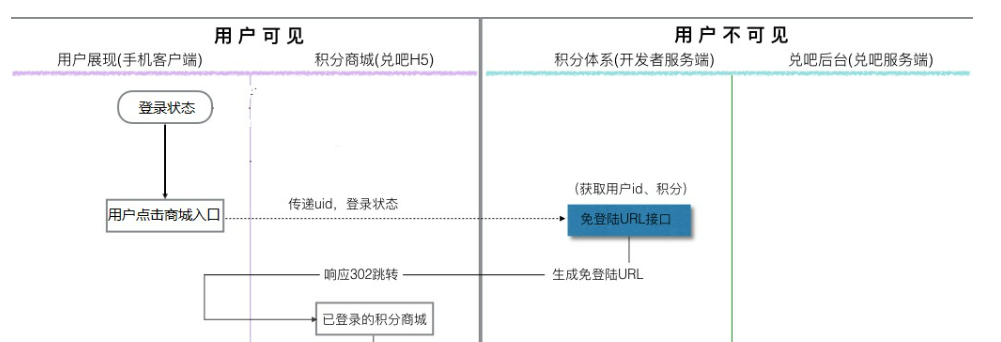 用户可见
用户不可见
用户展现(手机客户端)
积分商城(兑吧H5)
积分体系(开发者服务端)
兑吧后台(兑吧服务端)
登录状态
(获取用户id、积分)
用户点击商城入口
传递uid，登录状态
免登陆URL接口
响应302跳转
生成免登陆URL
已登录的积分商城